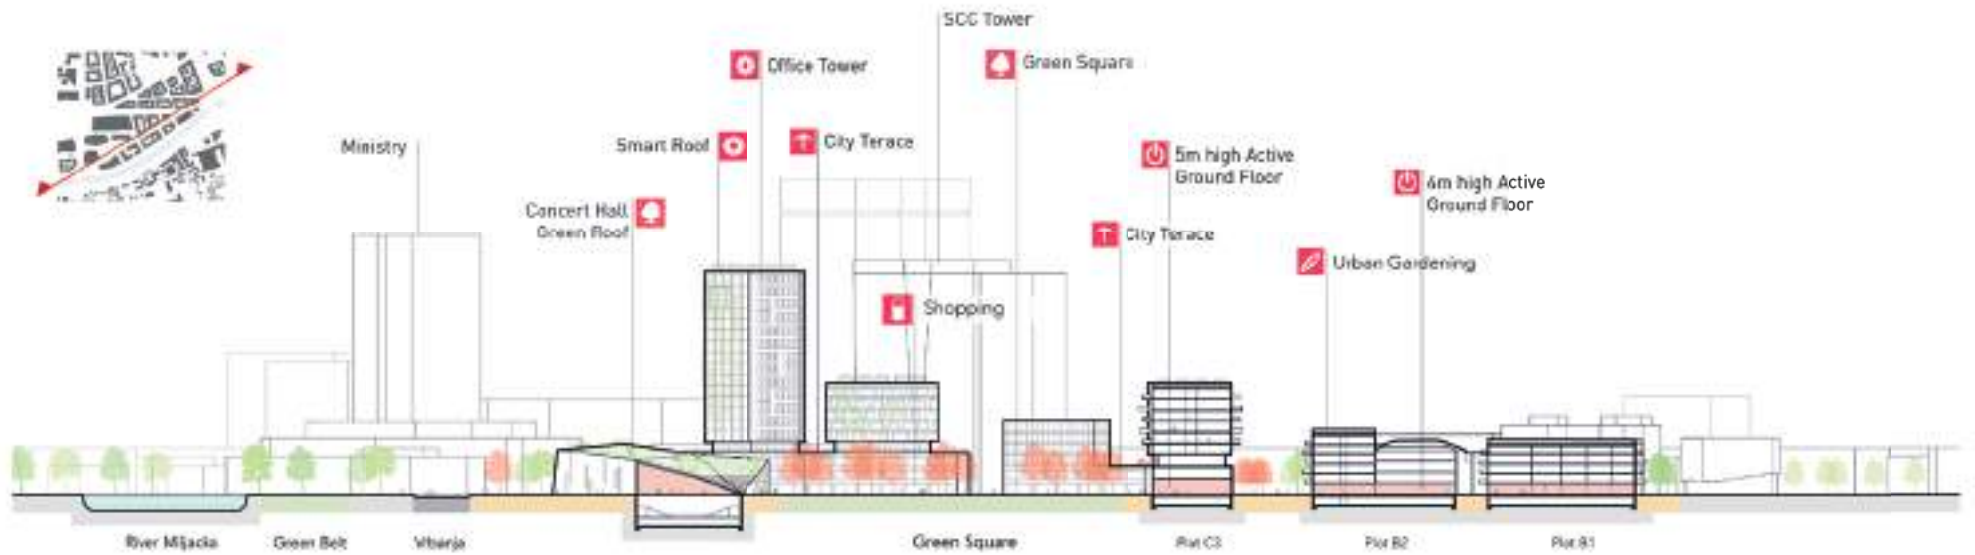 SCC Tower
Office Tower
Green Square
Ministry
Smart Roof
City Terace
5m high Active
Ground Floor
Concert Hall
Green Roof
4m high Active
Ground Floor
City Terace
Urban Gardening
Shopping
River Miljacka
Green Belt
Vrbanja
Green Square
Plot C3
Plot B2
Plot B1